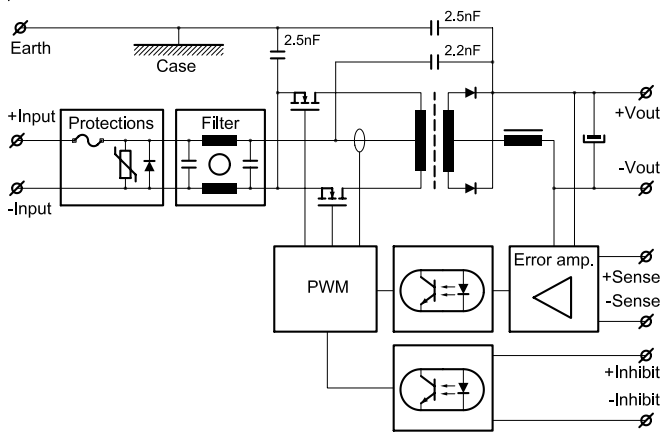 2.5nF
Earth
2.5nF
2.2nF
Case
+Input
Protections
Filter
+Vout
-Vout
-Input
PWM
Error amp.
+Sense
-Sense
+Inhibit
-Inhibit